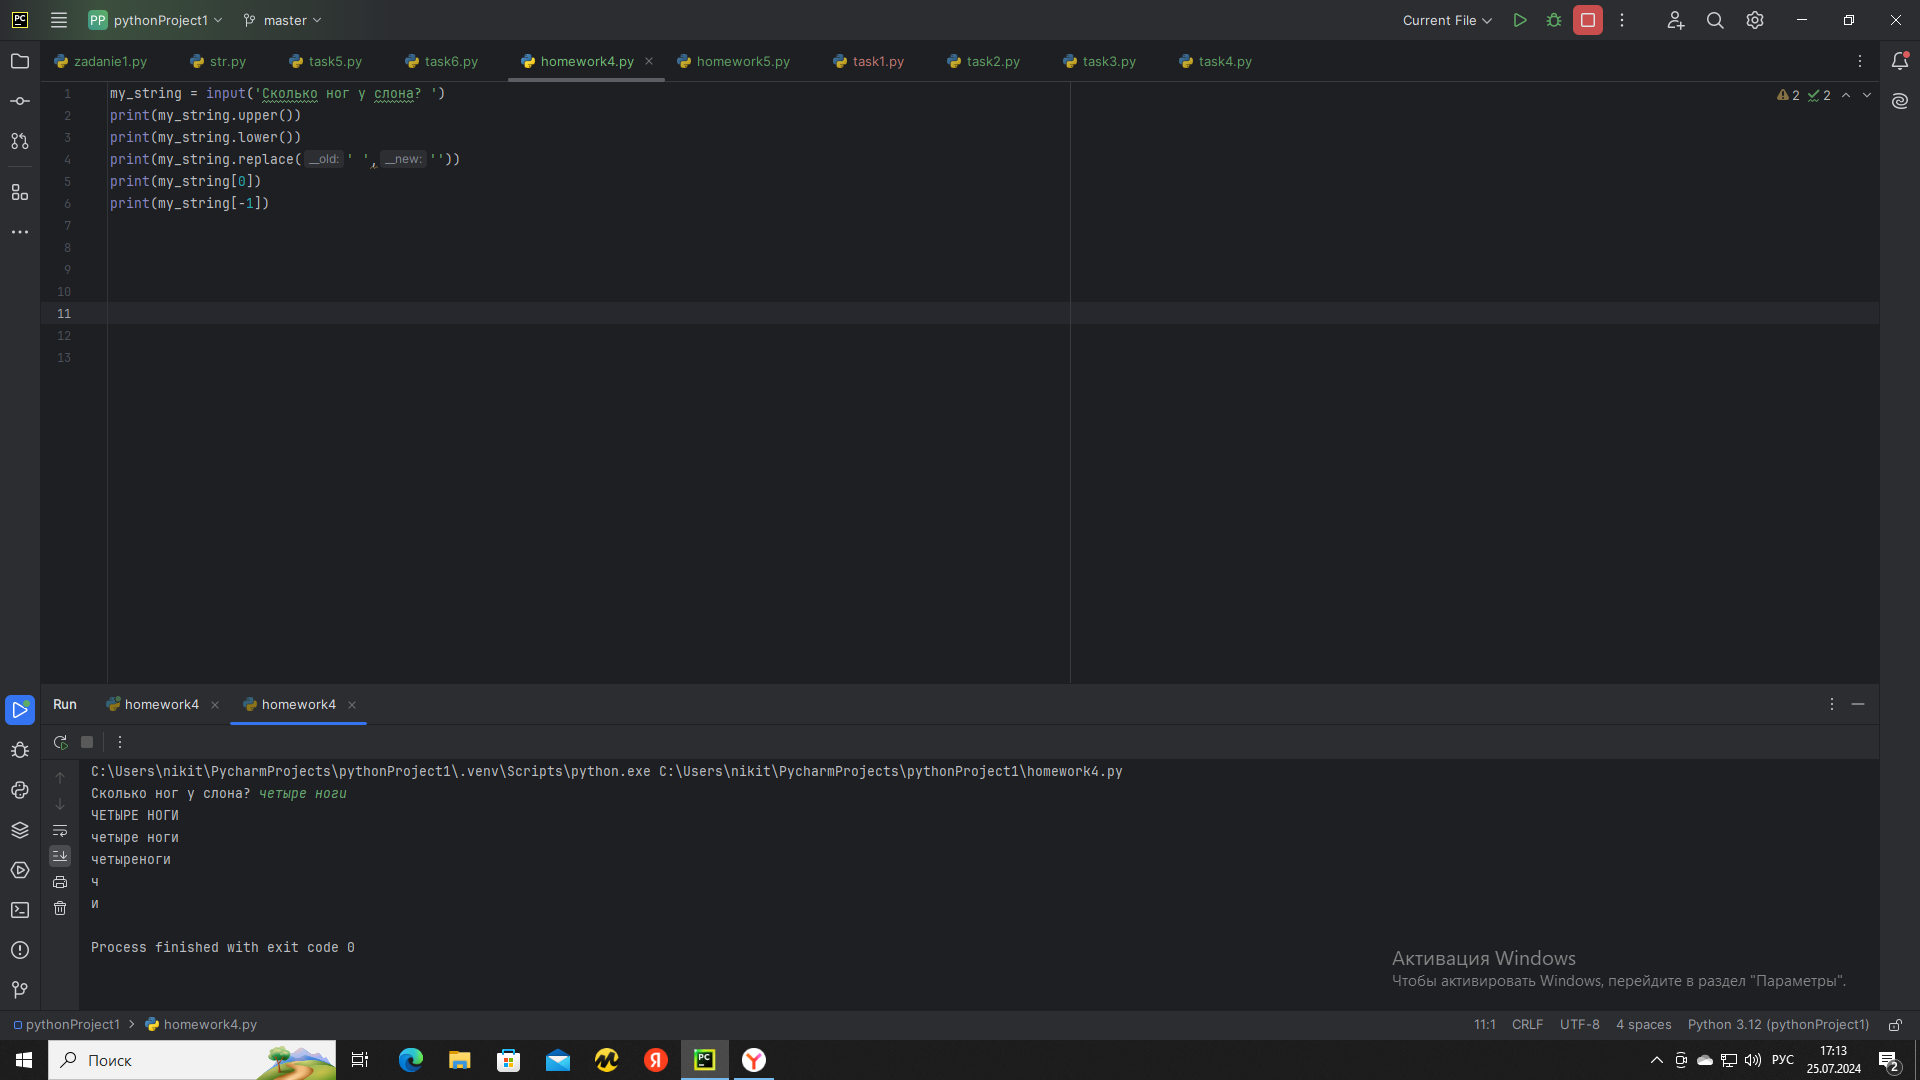 PC
PP pythonProject1 master Current File
zadanie1.py str.py task5.py task6.py homework4.py homework5.py task1.py task2.py task3.py task4.py
1 my_string = input('Сколько ног у слона? ') 2 2
2 print(my_string.upper())
3 print(my_string.lower())
4 print(my_string.replace( __old: ' ', __new: ''))
5 print(my_string[0])
6 print(my_string[-1])
7
8
9
10
11
12
13
Run homework4 homework4
C:\Users\nikit\PycharmProjects\pythonProject1\.venv\Scripts\python.exe C:\Users\nikit\PycharmProjects\pythonProject1\homework4.py
Сколько ног у слона? четыре ноги
ЧЕТЫРЕ НОГИ
четыре ноги
четыреноги
ч
и
Process finished with exit code 0
Активация Windows
Чтобы активировать Windows, перейдите в раздел "Параметры".
pythonProject1 homework4.py 11:1 CRLF UTF-8 4 spaces Python 3.12 (pythonProject1)
Поиск Я PC Y РУС 17:13
25.07.2024 2